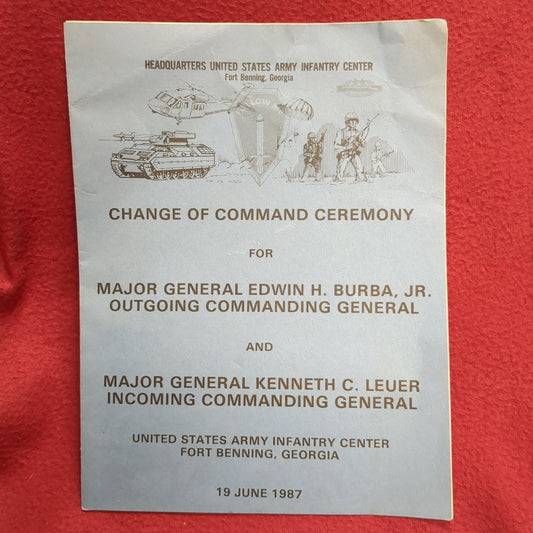 HEADQUARTERS UNITED STATES ARMY INFANTRY CENTER
Fort Benning, Georgia
CHANGE OF COMMAND CEREMONY
FOR
MAJOR GENERAL EDWIN H. BURBA, JR.
OUTGOING COMMANDING GENERAL
AND
MAJOR GENERAL KENNETH C. LEUER
INCOMING COMMANDING GENERAL
UNITED STATES ARMY INFANTRY CENTER
FORT BENNING, GEORGIA
19 JUNE 1987